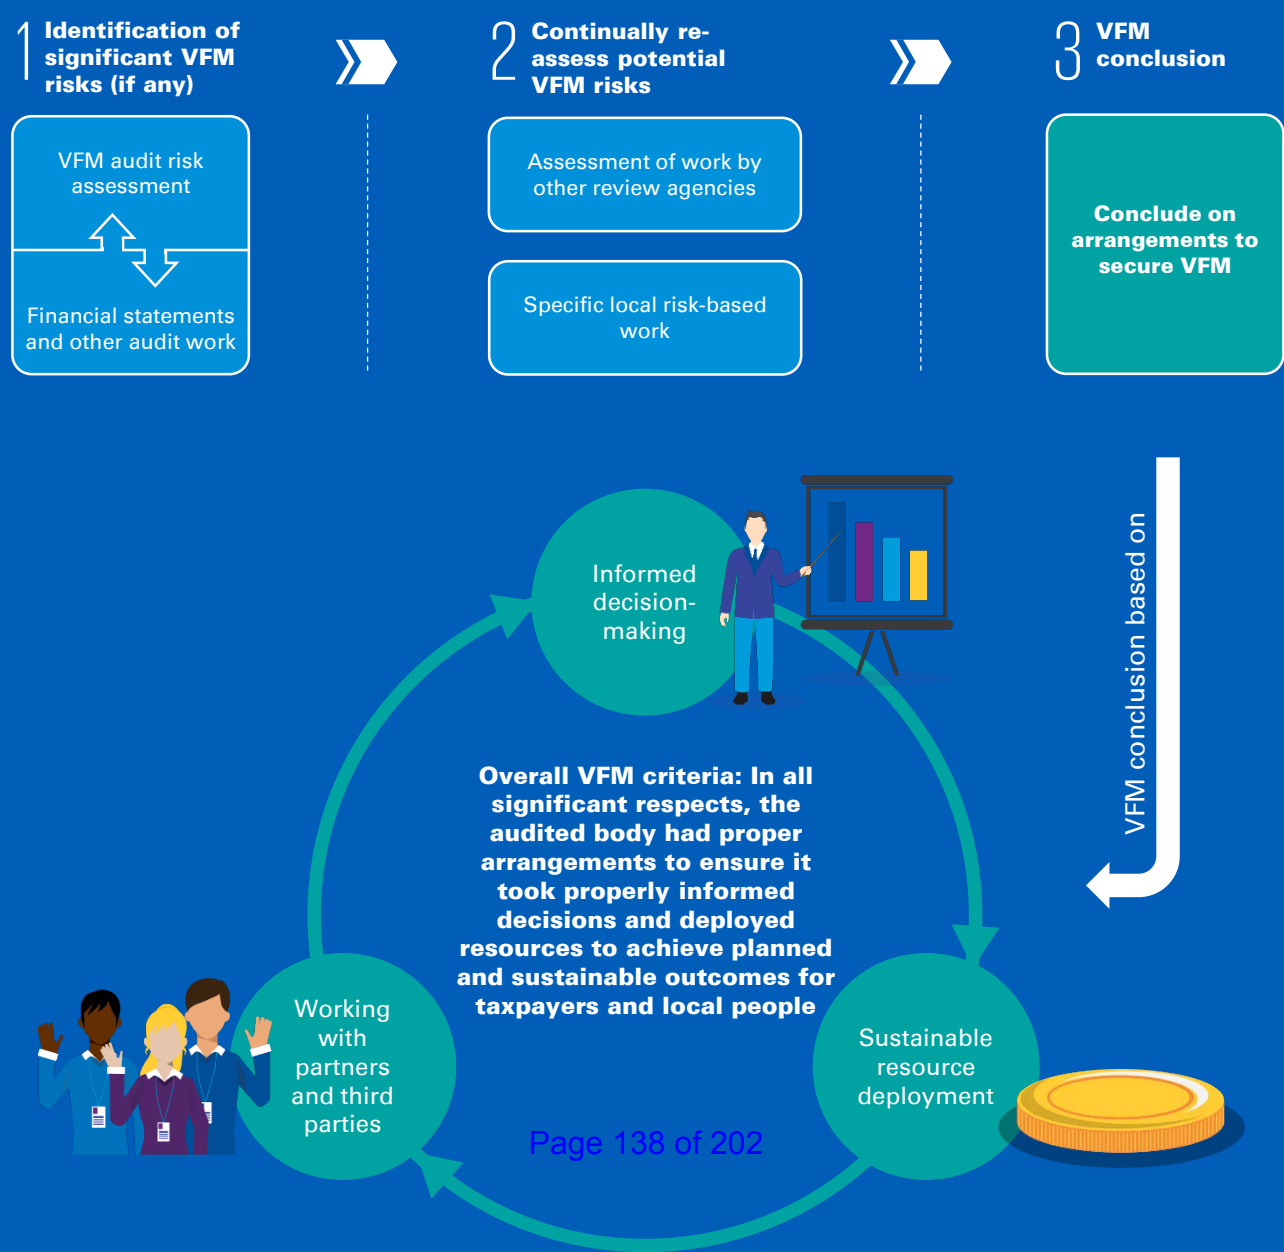 1
Identification of
significant VFM
risks (if any)
VFM audit risk
assessment
Financial statements
and other audit work
2
Continually re-
assess potential
VFM risks
Assessment of work by
other review agencies
Specific local risk-based
work
3
VFM
conclusion
Conclude on
arrangements to
secure VFM
VFM conclusion based on
Informed
decision-
making
Overall VFM criteria: In all
significant respects, the
audited body had proper
arrangements to ensure it
took properly informed
decisions and deployed
resources to achieve planned
and sustainable outcomes for
taxpayers and local people
Working
with
partners
and third
parties
Sustainable
resource
deployment
Page 138 of 202